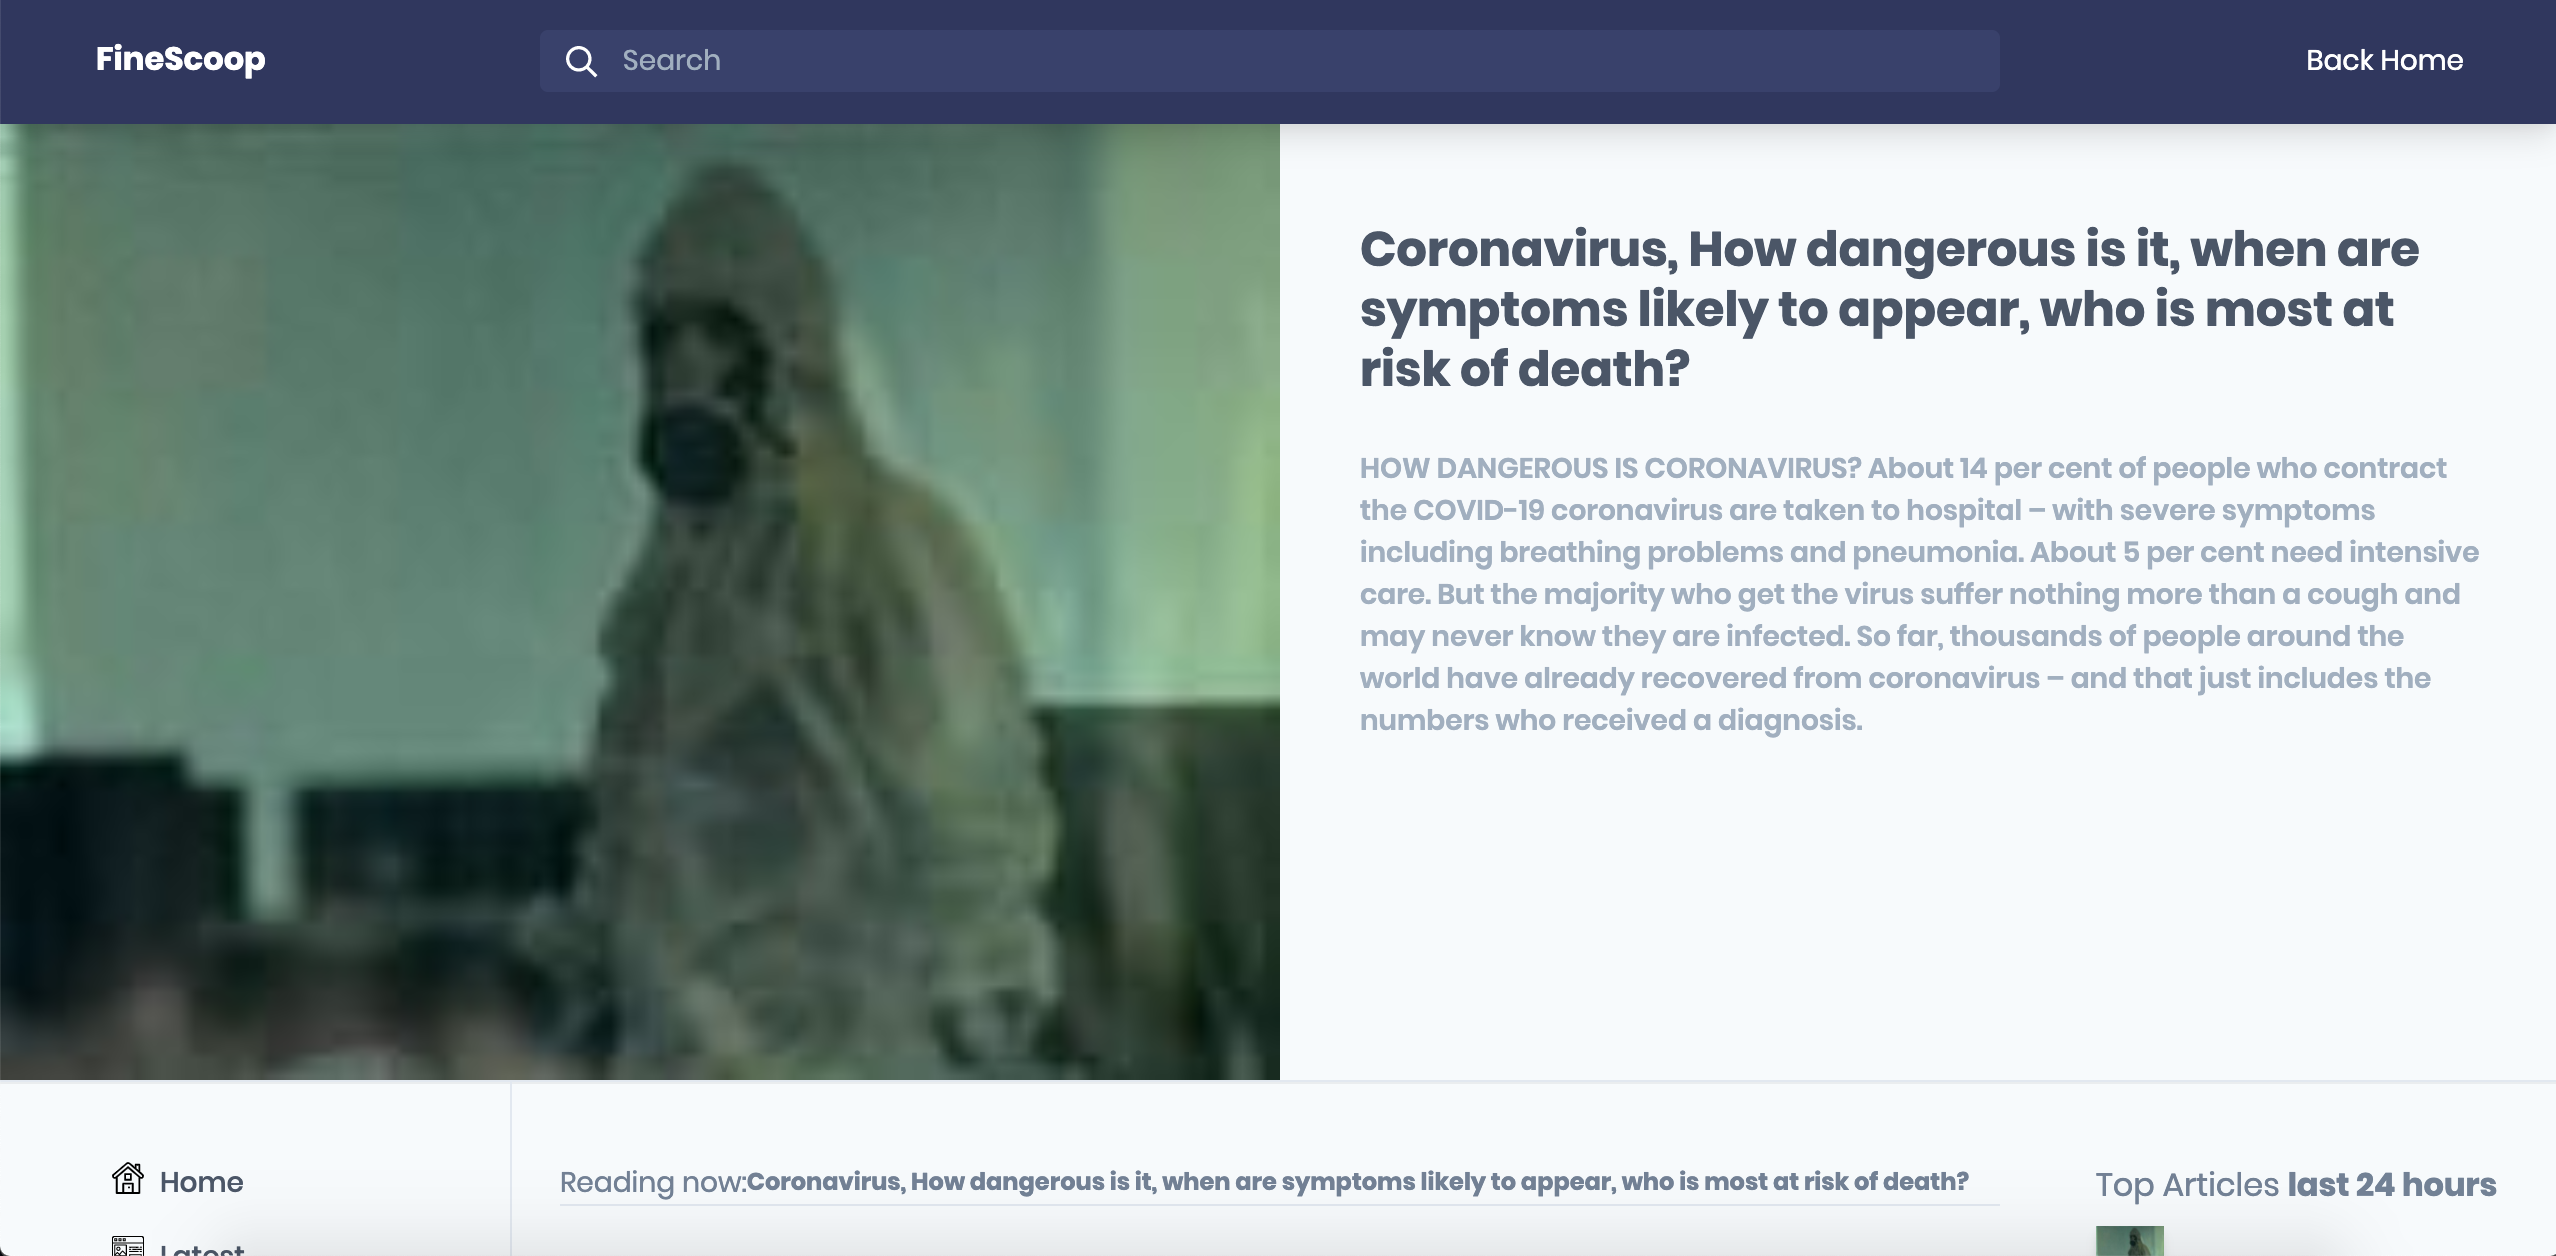 FineScoop
Search
Back Home
Coronavirus, How dangerous is it, when are
symptoms likely to appear, who is most at
risk of death?
HOW DANGEROUS IS CORONAVIRUS? About 14 per cent of people who contract
the COVID-19 coronavirus are taken to hospital – with severe symptoms
including breathing problems and pneumonia. About 5 per cent need intensive
care. But the majority who get the virus suffer nothing more than a cough and
may never know they are infected. So far, thousands of people around the
world have already recovered from coronavirus – and that just includes the
numbers who received a diagnosis.
Home
Reading now:Coronavirus, How dangerous is it, when are symptoms likely to appear, who is most at risk of death?
Top Articles last 24 hours
Latest